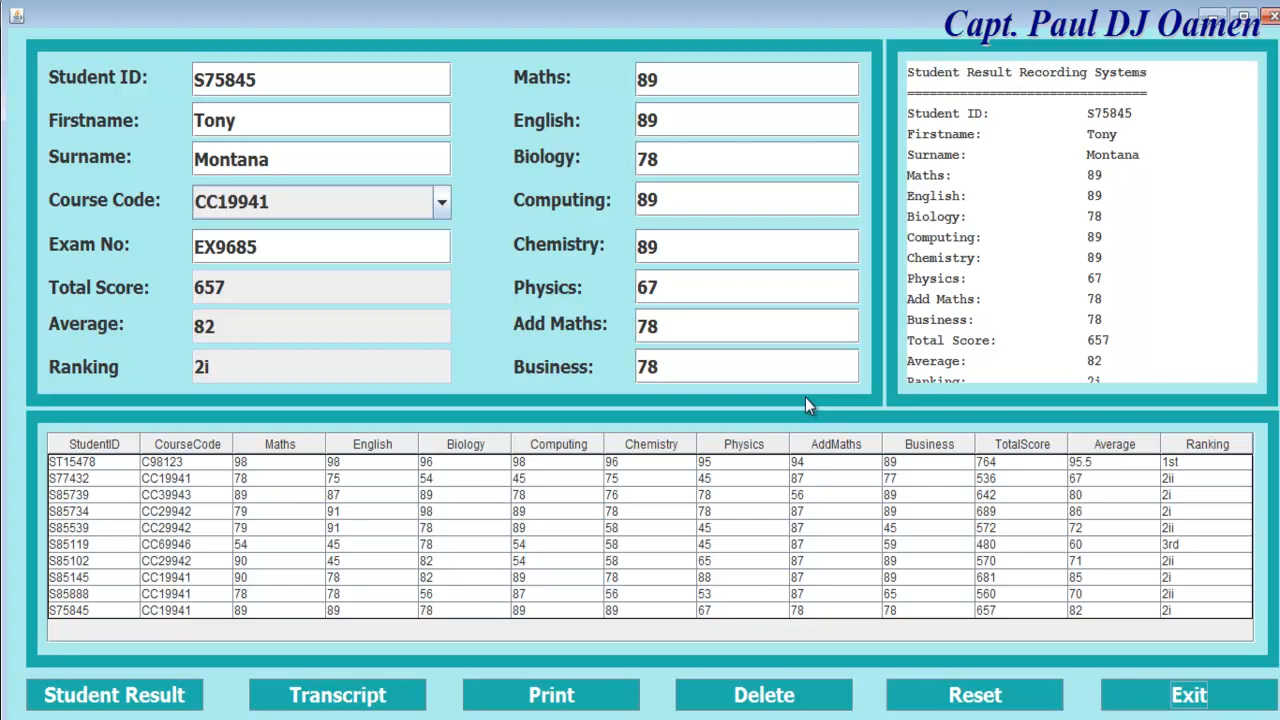 Capt. Paul DJ Oamen
Student ID: S75845 Maths: 89
Firstname: Tony English: 89
Surname: Montana Biology: 78
Course Code: CC19941 Computing: 89
Exam No: EX9685 Chemistry: 89
Total Score: 657 Physics: 67
Average: 82 Add Maths: 78
Ranking 2i Business: 78
Student Result Recording Systems
================================
Student ID: S75845
Firstname: Tony
Surname: Montana
Maths: 89
English: 89
Biology: 78
Computing: 89
Chemistry: 89
Physics: 67
Add Maths: 78
Business: 78
Total Score: 657
Average: 82
Ranking: 2i
StudentID CourseCode Maths English Biology Computing Chemistry Physics AddMaths Business TotalScore Average Ranking
ST15478 C98123 98 98 96 98 96 95 94 89 764 95.5 1st
S77432 CC19941 78 75 54 45 75 45 87 77 536 67 2ii
S85739 CC39943 89 87 89 78 76 78 56 89 642 80 2i
S85734 CC29942 79 91 98 89 78 78 87 89 689 86 2i
S85539 CC29942 79 91 78 89 58 45 87 45 572 72 2ii
S85119 CC69946 54 45 78 54 58 45 87 59 480 60 3rd
S85102 CC29942 90 45 82 54 58 65 87 89 570 71 2ii
S85145 CC19941 90 78 82 89 78 88 87 89 681 85 2i
S85888 CC19941 78 78 56 87 56 53 87 65 560 70 2ii
S75845 CC19941 89 89 78 89 89 67 78 78 657 82 2i
Student Result Transcript Print Delete Reset Exit